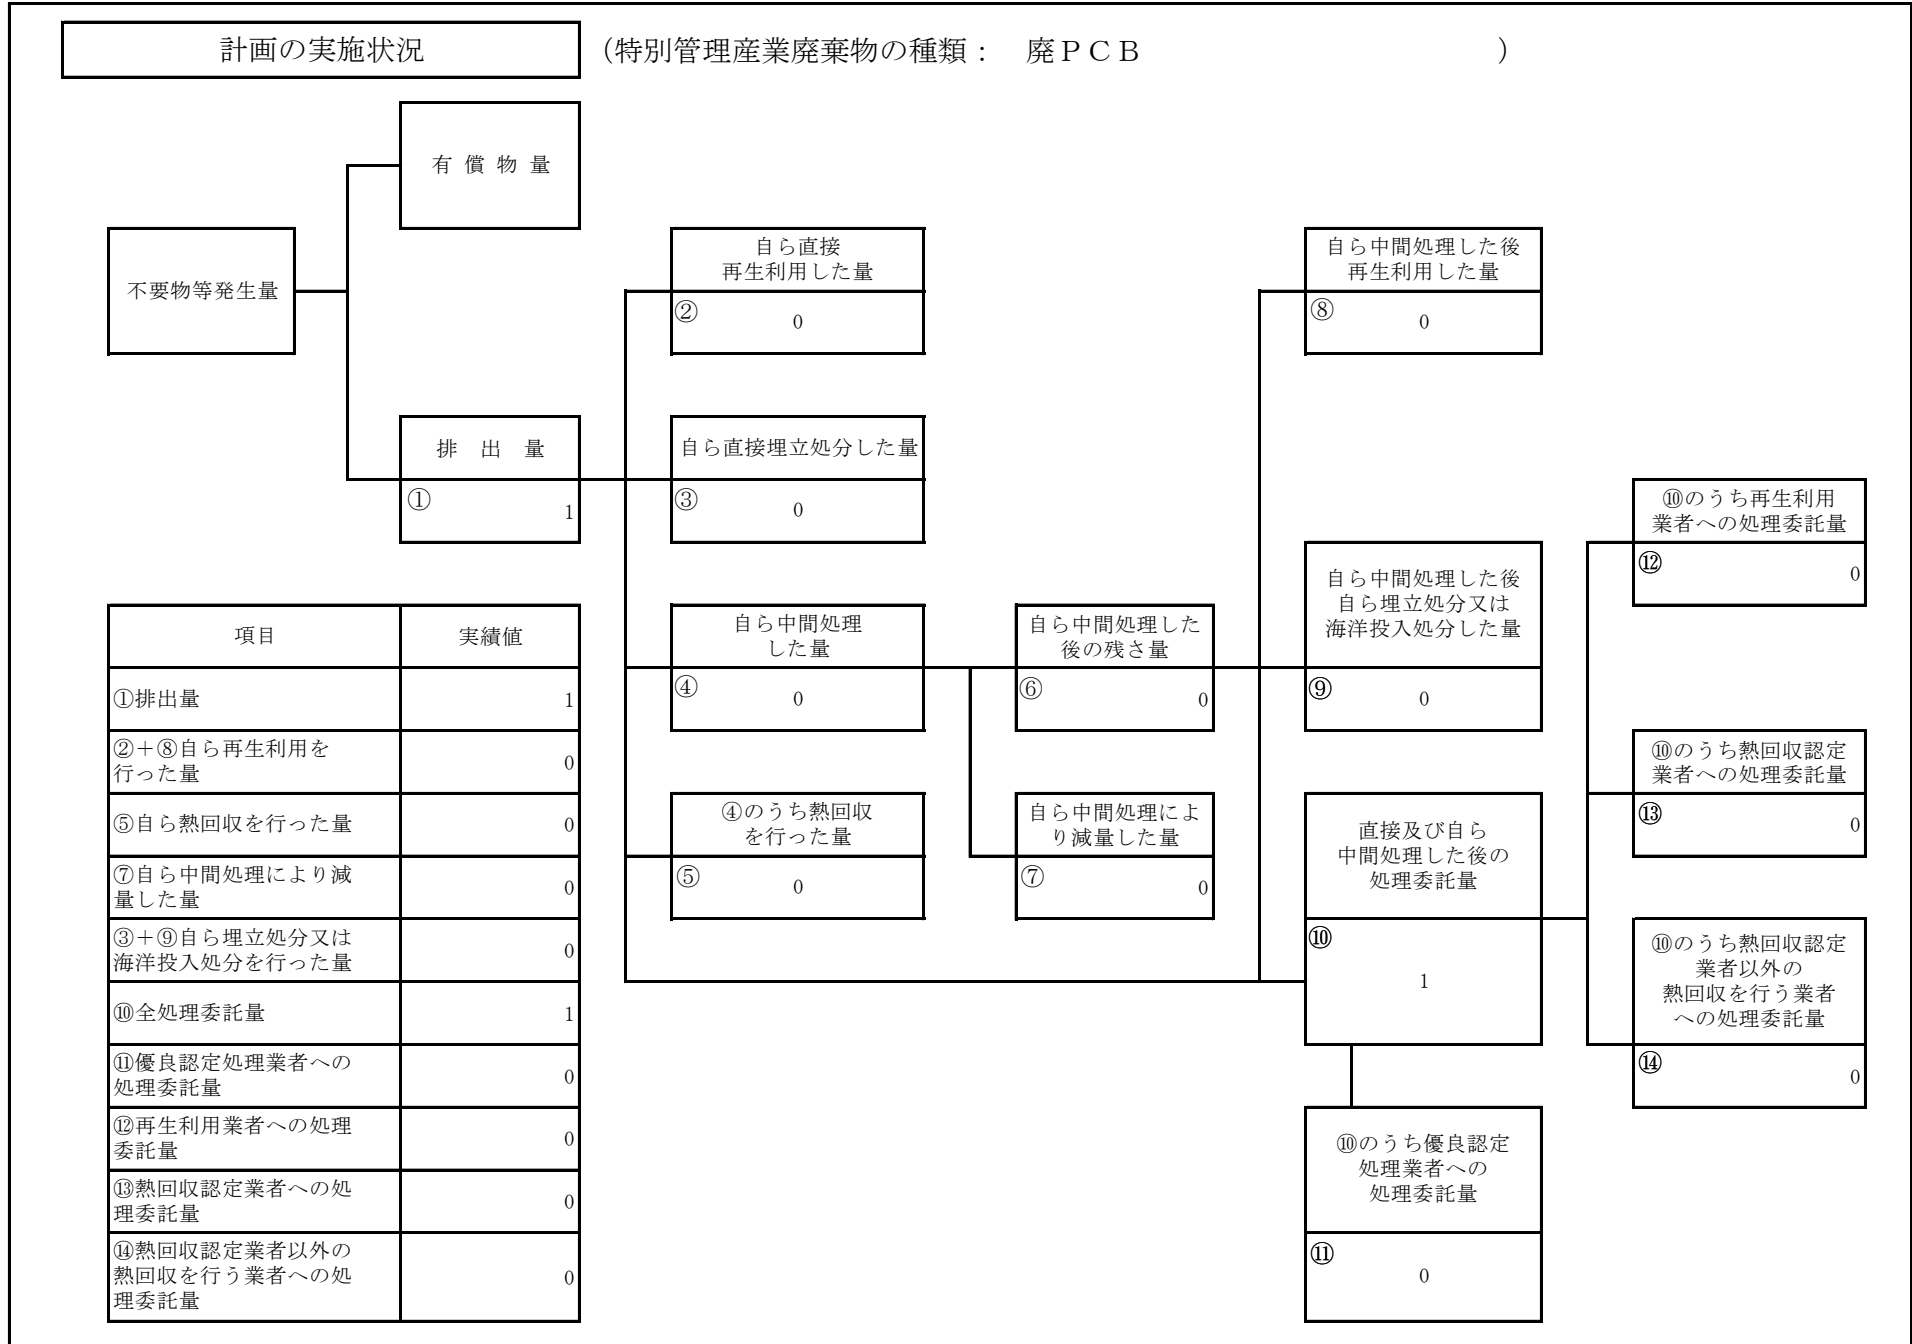 計画の実施状況
（特別管理産業廃棄物の種類： 廃ＰＣＢ ）
有償物量
不要物等発生量
自ら直接
再生利用した量
②
0
自ら中間処理した後
再生利用した量
⑧
0
排出量
①
1
自ら直接埋立処分した量
③
0
⑩のうち再生利用
業者への処理委託量
⑫
0
自ら中間処理
した量
④
0
自ら中間処理した
後の残さ量
⑥
0
自ら中間処理した後
自ら埋立処分又は
海洋投入処分した量
⑨
0
⑩のうち熱回収認定
業者への処理委託量
⑬
0
④のうち熱回収
を行った量
⑤
0
自ら中間処理によ
り減量した量
⑦
0
直接及び自ら
中間処理した後の
処理委託量
⑩
1
⑩のうち熱回収認定
業者以外の
熱回収を行う業者
への処理委託量
⑭
0
⑩のうち優良認定
処理業者への
処理委託量
⑪
0
項目 実績値
①排出量 1
②＋⑧自ら再生利用を
行った量 0
⑤自ら熱回収を行った量 0
⑦自ら中間処理により減
量した量 0
③＋⑨自ら埋立処分又は
海洋投入処分を行った量 0
⑩全処理委託量 1
⑪優良認定処理業者への
処理委託量 0
⑫再生利用業者への処理
委託量 0
⑬熱回収認定業者への処
理委託量 0
⑭熱回収認定業者以外の
熱回収を行う業者への処
理委託量 0